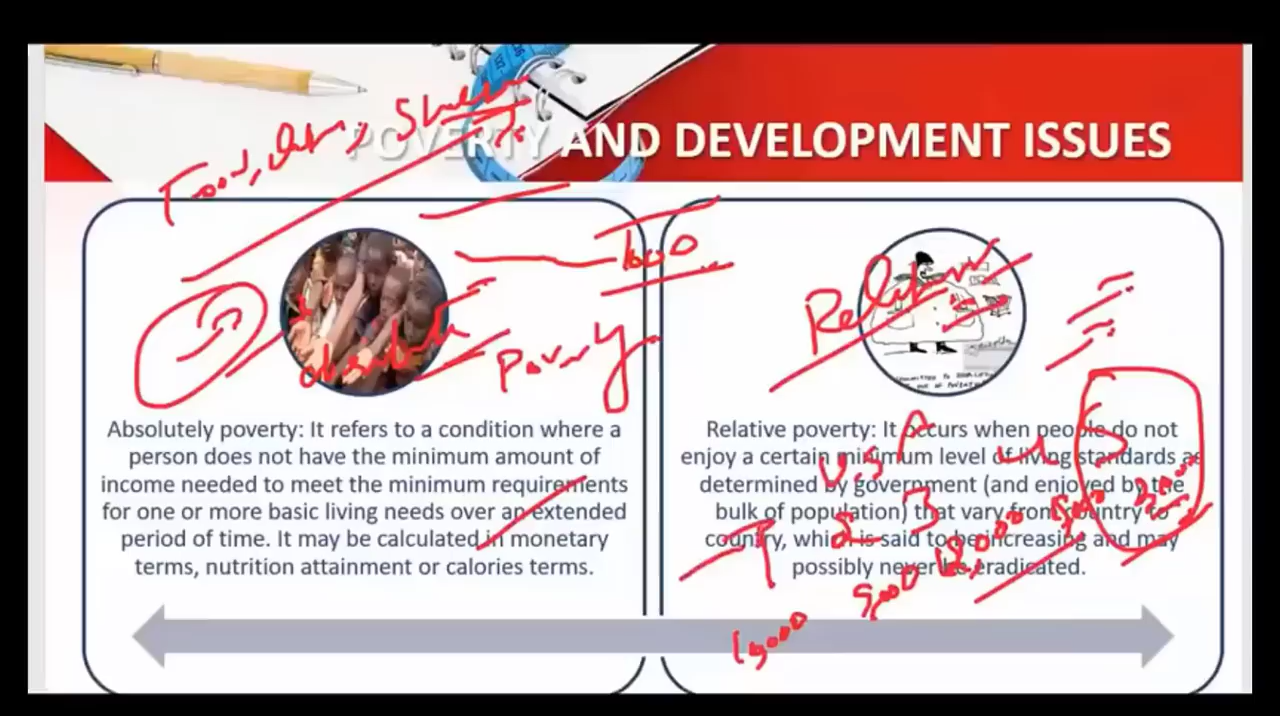 POVERTY AND DEVELOPMENT ISSUES
Food,
Poverty
Relative
Absolutely poverty: It refers to a condition where a
person does not have the minimum amount of
income needed to meet the minimum requirements
for one or more basic living needs over an extended
period of time. It may be calculated in monetary
terms, nutrition attainment or calories terms.
Relative poverty: It occurs when people do not
enjoy a certain minimum level of living standards as
determined by government (and enjoyed by the
bulk of population) that vary from country to
country, which is said to be increasing and may
possibly never be eradicated.
U.S A
2 3